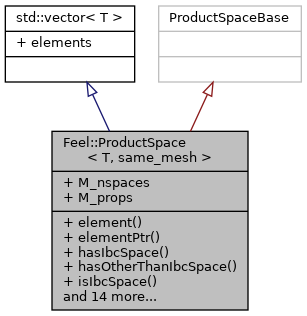 std::vector< T >
+ elements
ProductSpaceBase
Feel::ProductSpace
< T, same_mesh >
+ M_nspaces
+ M_props
+ element()
+ elementPtr()
+ hasIbcSpace()
+ hasOtherThanIbcSpace()
+ isIbcSpace()
and 14 more...